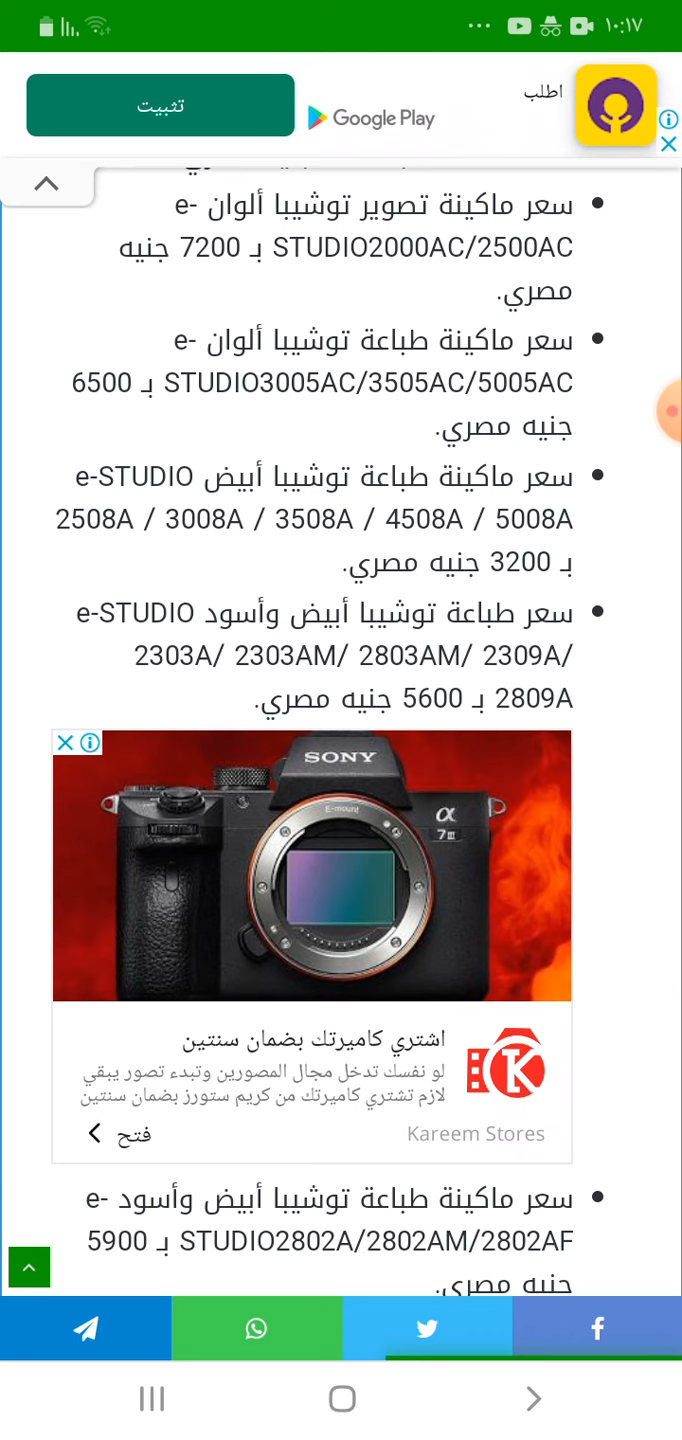 ١٠:١٧
اطلب
Google Play
تثبيت
سعر ماكينة تصوير توشيبا ألوان e-
STUDIO2000AC/2500AC بـ 7200 جنيه
مصري.
سعر ماكينة طباعة توشيبا ألوان e-
STUDIO3005AC/3505AC/5005AC بـ 6500
جنيه مصري.
سعر ماكينة طباعة توشيبا أبيض e-STUDIO
2508A / 3008A / 3508A / 4508A / 5008A
بـ 3200 جنيه مصري.
سعر طباعة توشيبا أبيض وأسود e-STUDIO
2303A/ 2303AM/ 2803AM/ 2309A/
2809A بـ 5600 جنيه مصري.
SONY
E-mount
α
7III
اشتري كاميرتك بضمان سنتين
لو نفسك تدخل مجال المصورين وتبدء تصور يبقي
لازم تشتري كاميرتك من كريم ستورز بضمان سنتين
Kareem Stores
فتح
سعر ماكينة طباعة توشيبا أبيض وأسود e-
STUDIO2802A/2802AM/2802AF بـ 5900
جنيه مصري.